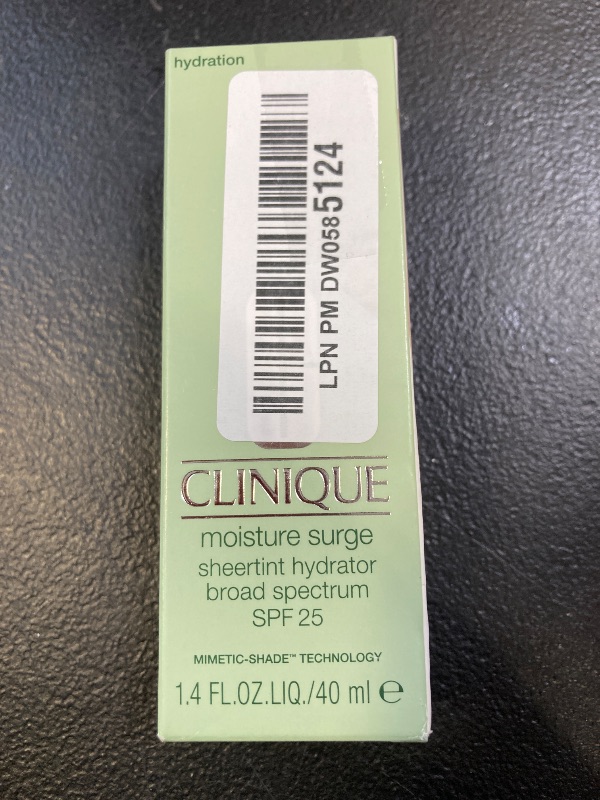 hydration
LPN PM DW0585124
CLINIQUE
moisture surge
sheertint hydrator
broad spectrum
SPF 25
MIMETIC-SHADE™ TECHNOLOGY
1.4 FL.OZ.LIQ./40 ml ℮